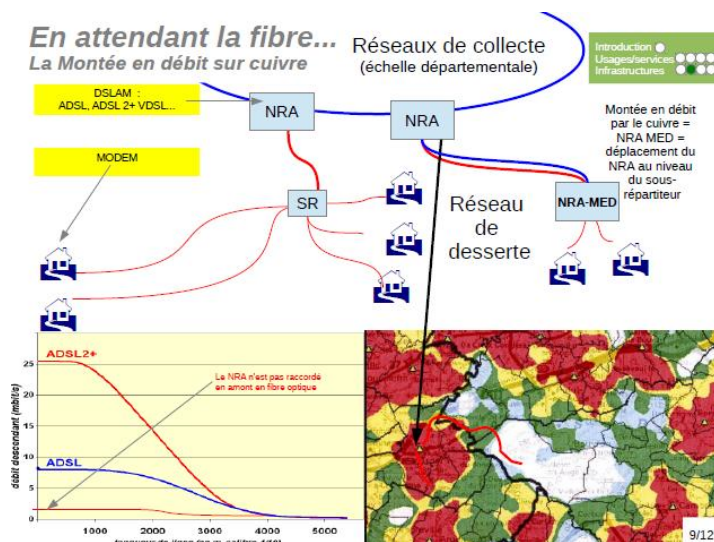 En attendant la fibre...
La Montée en débit sur cuivre
Réseaux de collecte
(échelle départementale)
Introduction
Usages/services
Infrastructures
DSLAM :
ADSL, ADSL 2+ VDSL...
NRA
NRA
MODEM
Montée en débit
par le cuivre =
NRA MED =
déplacement du
NRA au niveau
du sous-
répartiteur
SR
Réseau
de
desserte
NRA-MED
ADSL2+
Le NRA n'est pas raccordé
en amont en fibre optique
ADSL
débit descendant (mbit/s)
25
20
15
10
5
0
1000
2000
3000
4000
5000
9/12